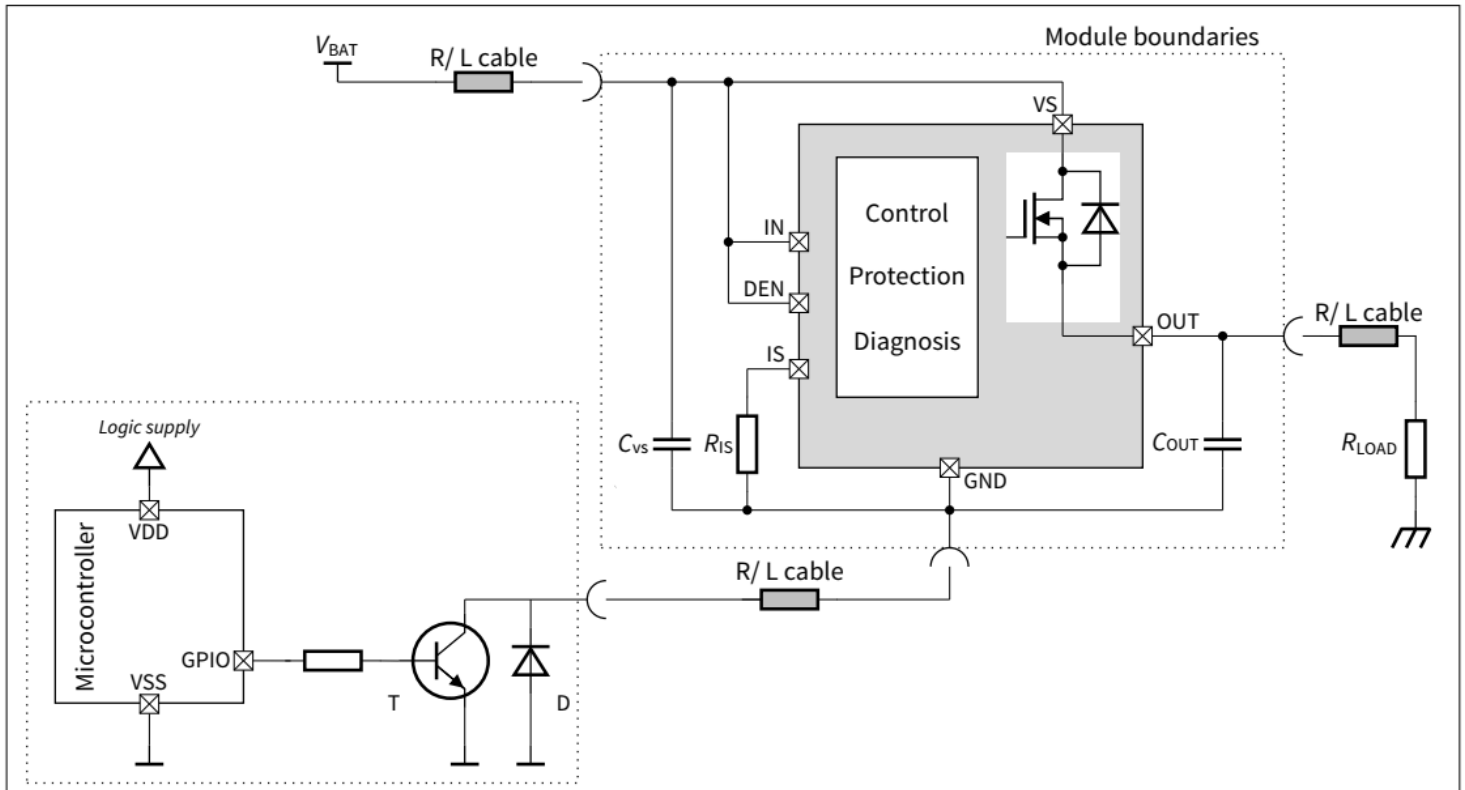 Module boundaries
VBAT
R/ L cable
VS
Control
Protection
Diagnosis
IN
DEN
IS
OUT
R/ L cable
Cvs
RIS
COUT
RLOAD
GND
Logic supply
VDD
Microcontroller
GPIO
VSS
T
D
R/ L cable